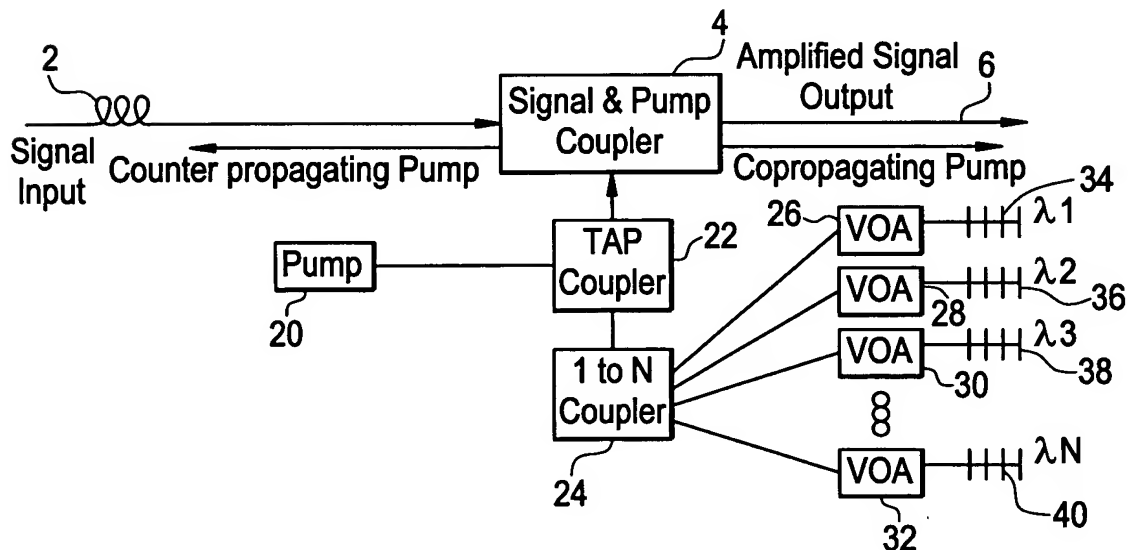 2
4
Amplified Signal
Output
6
Signal & Pump
Coupler
Signal
Input
Counter propagating Pump
Copropagating Pump
34
26
VOA
λ1
TAP
Coupler
22
Pump
20
VOA
λ2
28
36
1 to N
Coupler
24
VOA
λ3
30
38
VOA
λN
32
40